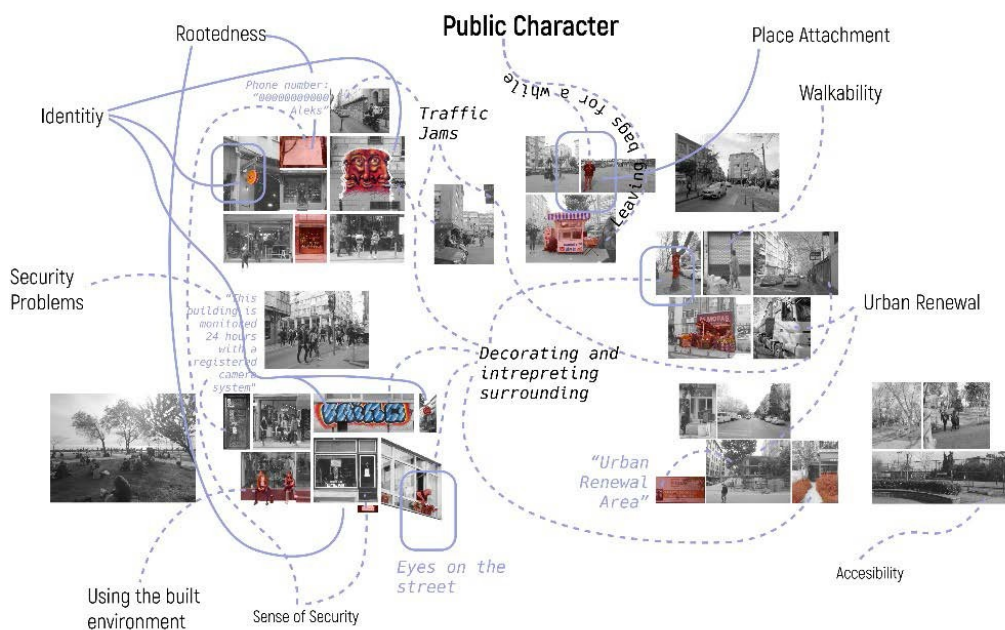 Public Character
Rootedness
Place Attachment
Phone number:
"00000000000
Aleks"
Walkability
Identitiy
Traffic
Jams
Leaving bags for a while
Security
Problems
"This
building is
monitored
24 hours
with a
registered
camera
system"
Urban Renewal
Decorating and
intrepreting
surrounding
"Urban
Renewal
Area"
Eyes on the
street
Accesibility
Using the built
environment
Sense of Security